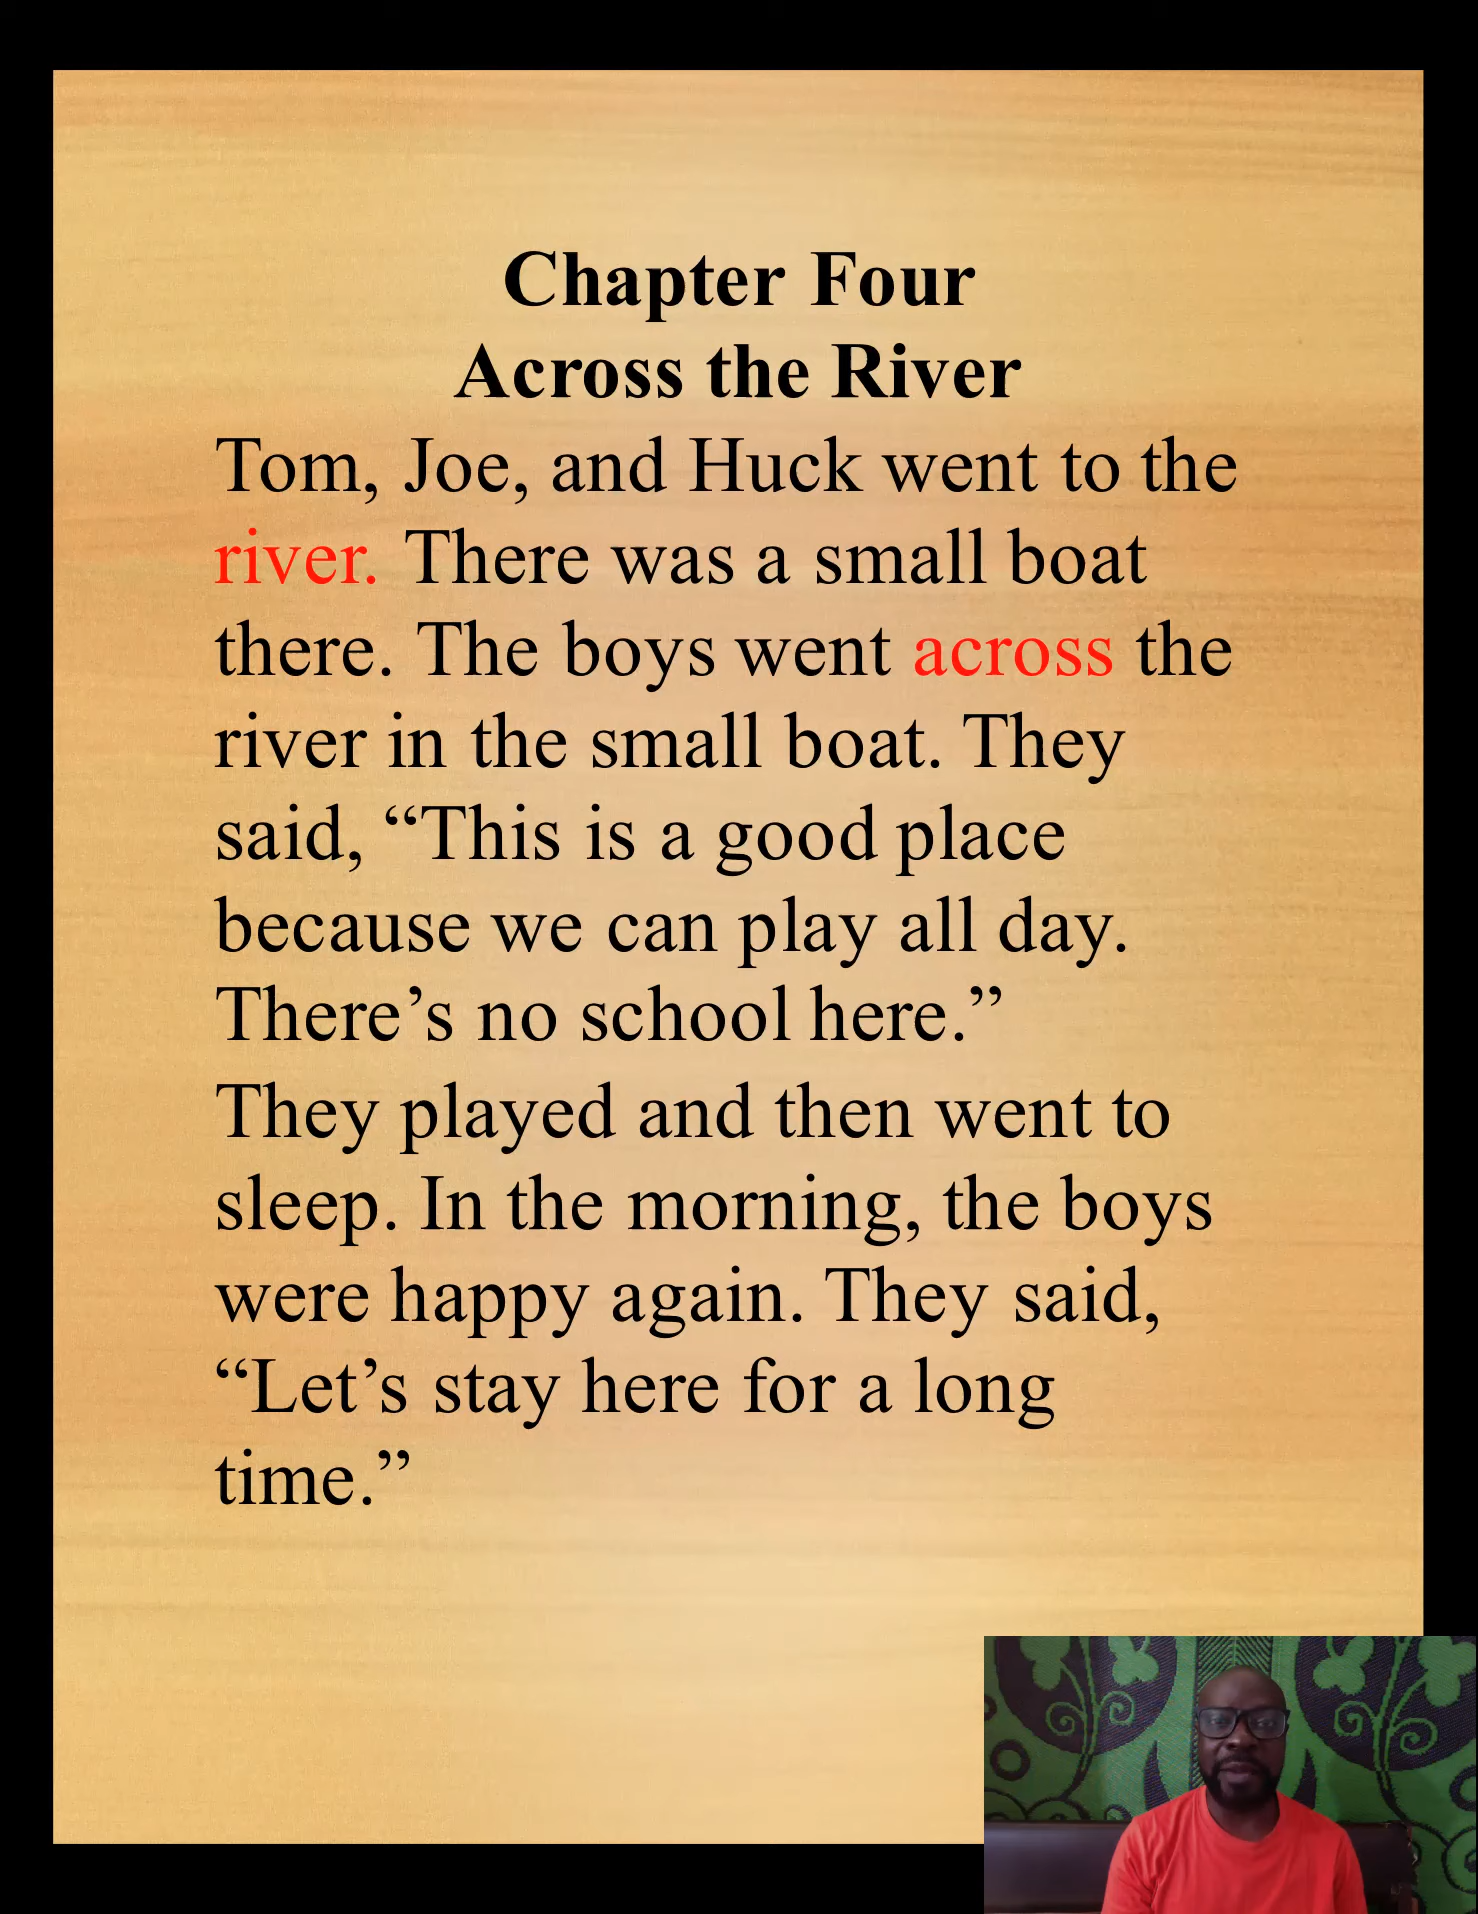 Chapter Four
Across the River
Tom, Joe, and Huck went to the
river. There was a small boat
there. The boys went across the
river in the small boat. They
said, “This is a good place
because we can play all day.
There’s no school here.”
They played and then went to
sleep. In the morning, the boys
were happy again. They said,
“Let’s stay here for a long
time.”